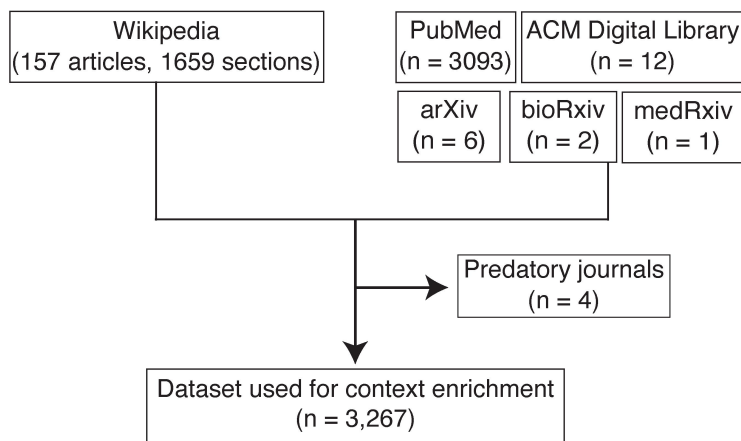 Wikipedia
(157 articles, 1659 sections)
PubMed
(n = 3093)
ACM Digital Library
(n = 12)
arXiv
(n = 6)
bioRxiv
(n = 2)
medRxiv
(n = 1)
Predatory journals
(n = 4)
Dataset used for context enrichment
(n = 3,267)